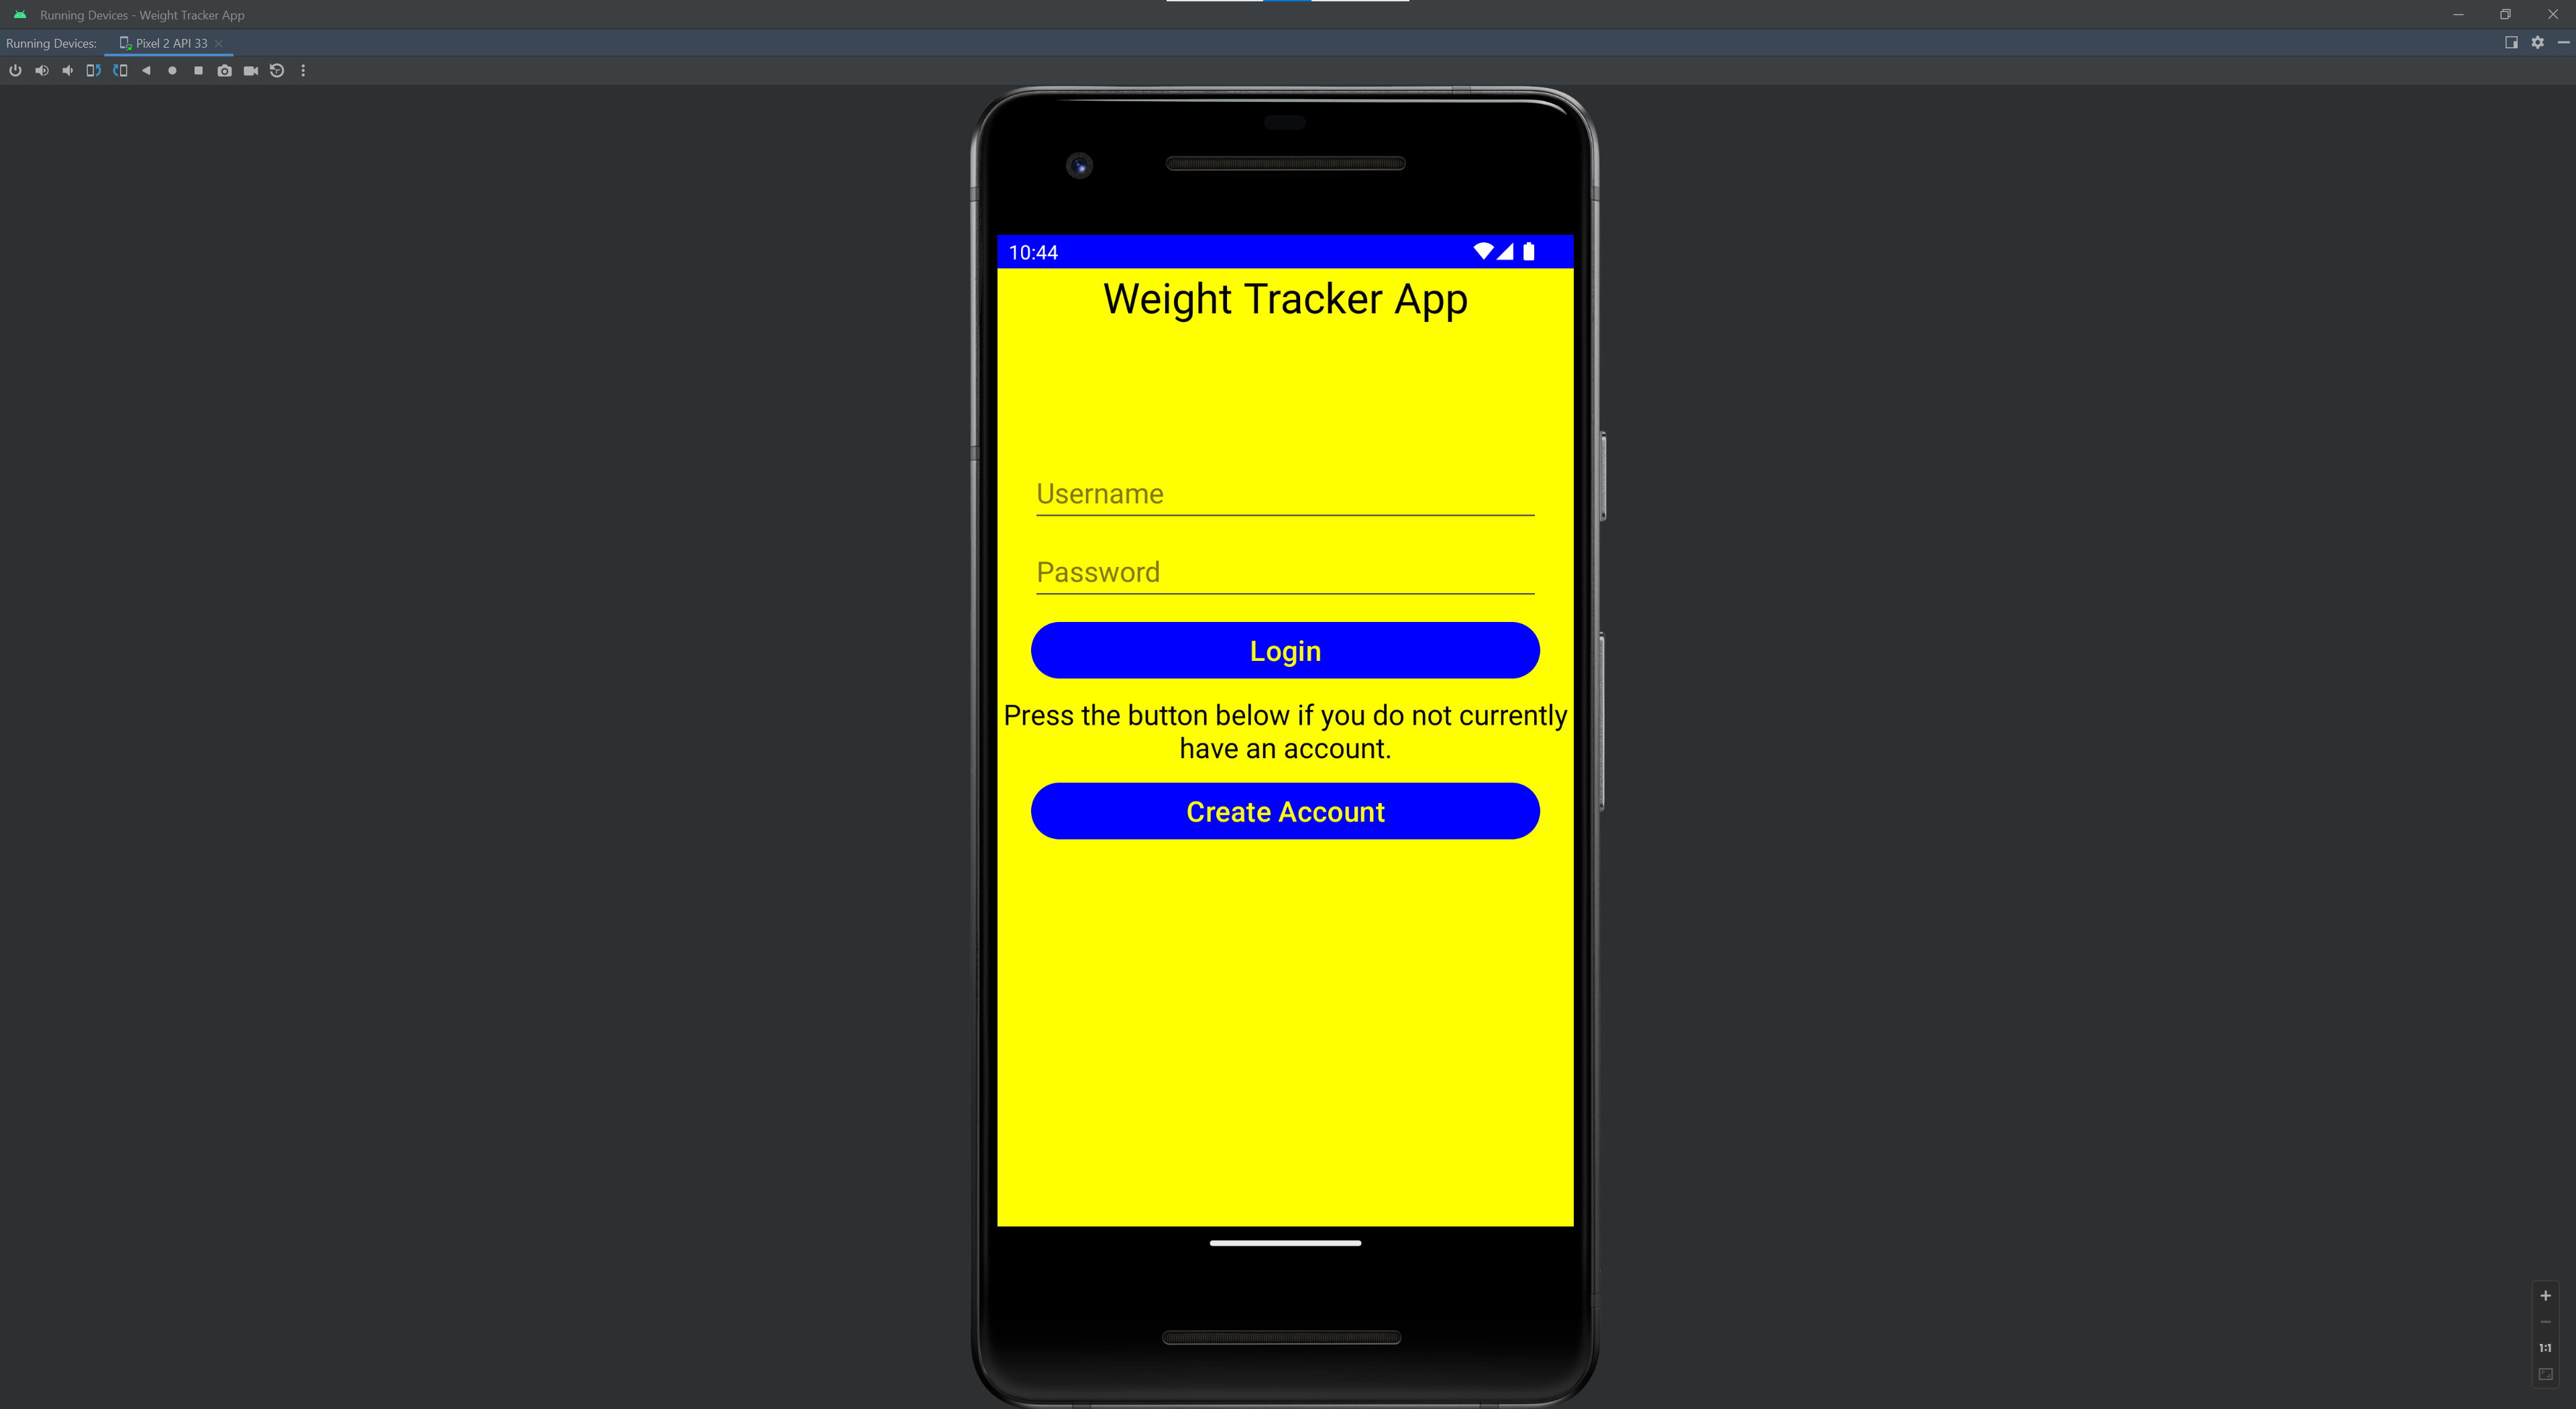 Running Devices - Weight Tracker App
Running Devices: Pixel 2 API 33
10:44
Weight Tracker App
Username
Password
Login
Press the button below if you do not currently
have an account.
Create Account
1:1